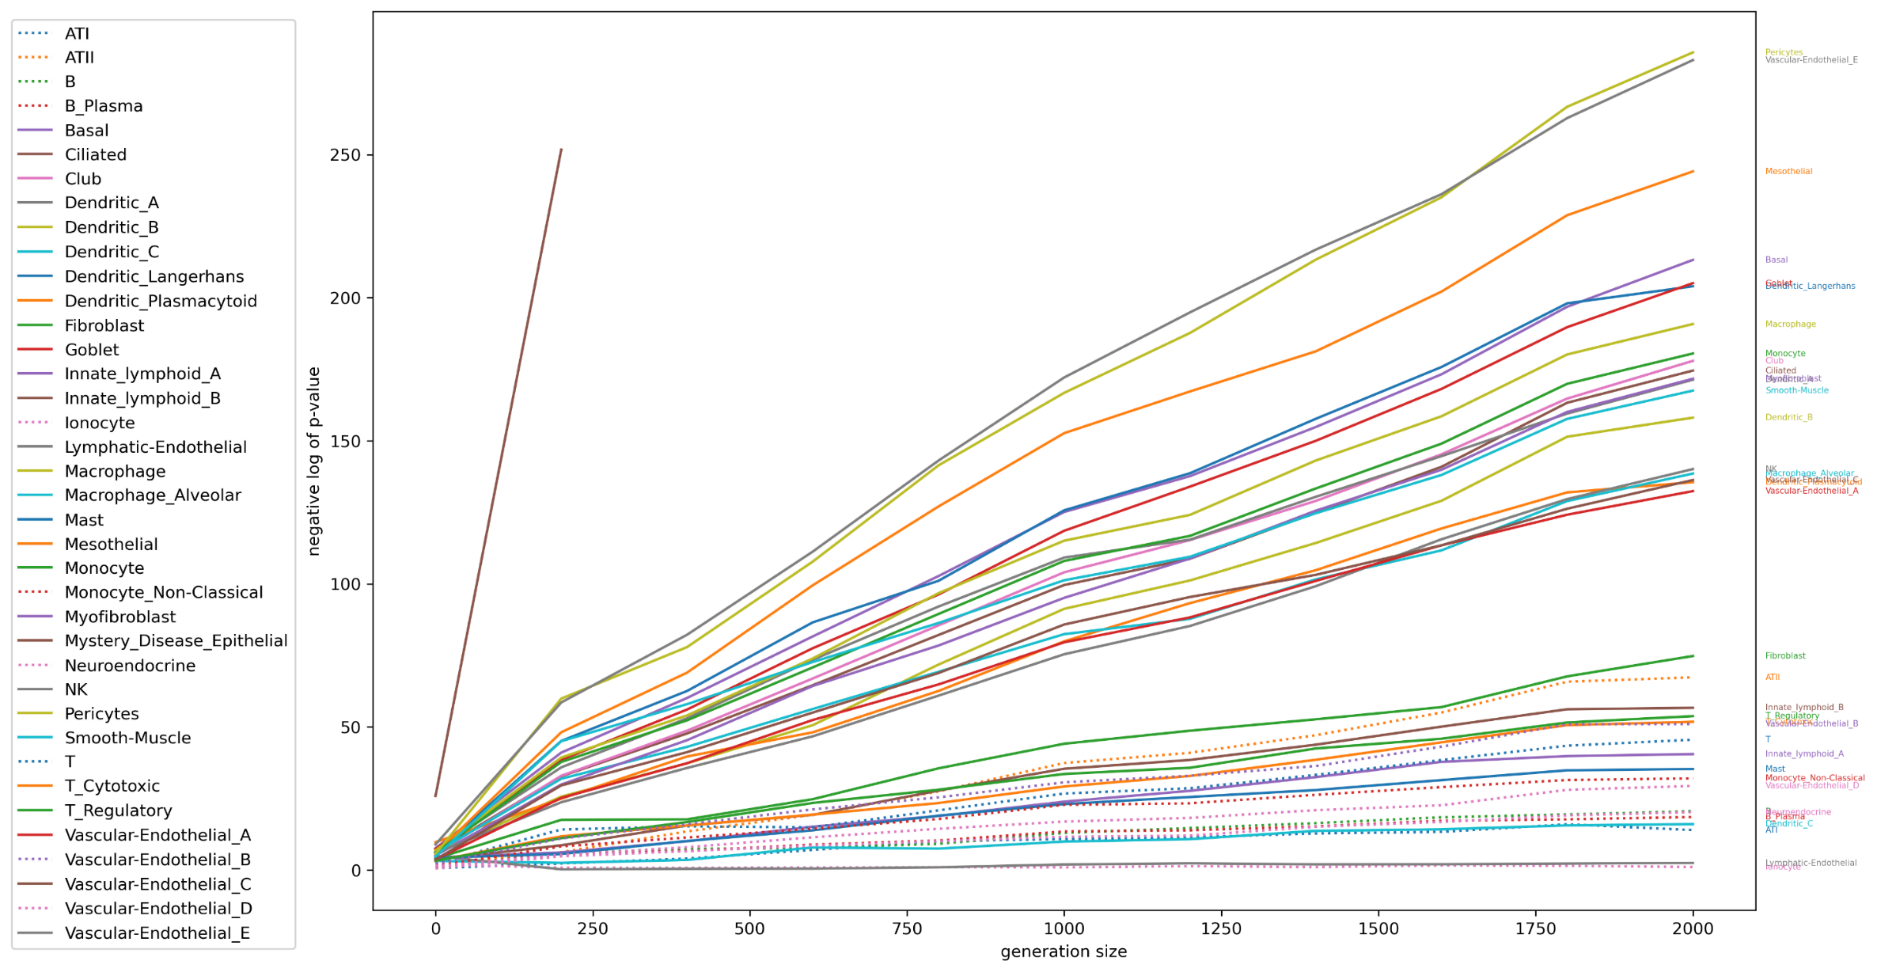 ATI
ATII
B
B_Plasma
Basal
Ciliated
Club
Dendritic_A
Dendritic_B
Dendritic_C
Dendritic_Langerhans
Dendritic_Plasmacytoid
Fibroblast
Goblet
Innate_lymphoid_A
Innate_lymphoid_B
Ionocyte
Lymphatic-Endothelial
Macrophage
Macrophage_Alveolar
Mast
Mesothelial
Monocyte
Monocyte_Non-Classical
Myofibroblast
Mystery_Disease_Epithelial
Neuroendocrine
NK
Pericytes
Smooth-Muscle
T
T_Cytotoxic
T_Regulatory
Vascular-Endothelial_A
Vascular-Endothelial_B
Vascular-Endothelial_C
Vascular-Endothelial_D
Vascular-Endothelial_E
negative log of p-value
250
200
150
100
50
0
0
250
500
750
1000
1250
1500
1750
2000
generation size
Pericytes
Vascular-Endothelial_E
Mesothelial
Basal
Goblet
Dendritic_Langerhans
Macrophage
Monocyte
Club
Ciliated
Smooth-Muscle
Dendritic_B
NK
Macrophage_Alveolar
Vascular-Endothelial_C
Vascular-Endothelial_A
Fibroblast
ATII
Innate_lymphoid_B
T_Regulatory
Vascular-Endothelial_B
T
Innate_lymphoid_A
Mast
Monocyte_Non-Classical
Vascular-Endothelial_D
Neuroendocrine
B_Plasma
Dendritic_C
ATI
Lymphatic-Endothelial
Ionocyte